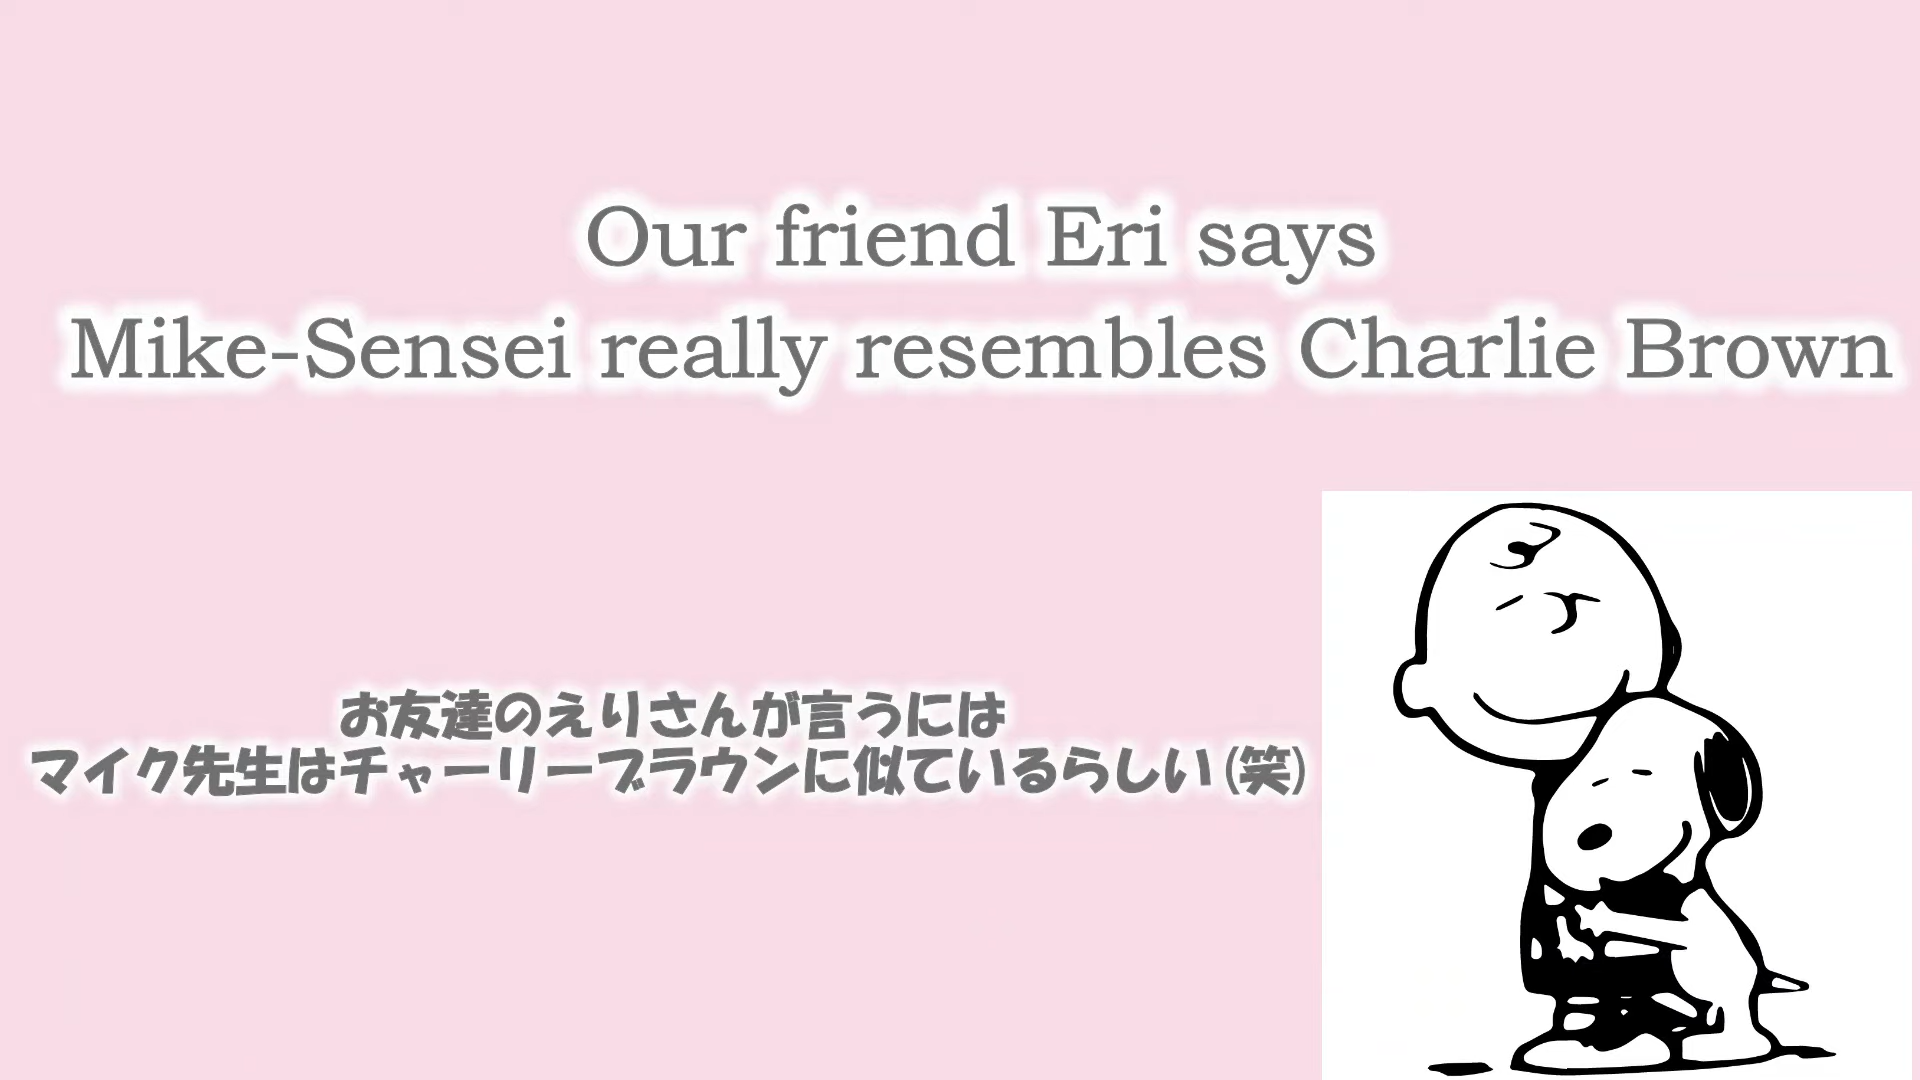 Our friend Eri says
Mike-Sensei really resembles Charlie Brown
お友達のえりさんが言うには
マイク先生はチャーリーブラウンに似ているらしい(笑)